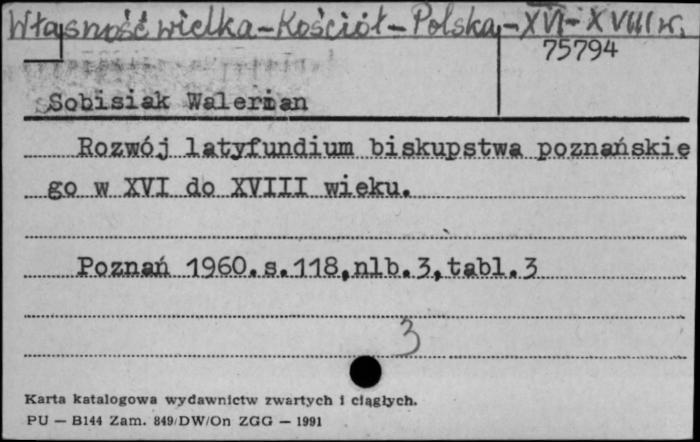 Własność wielka - Kościół - Polska, - XVI - XVIII w.
75794
Sobisiak Walerian
Rozwój latyfundium biskupstwa poznańskie
go w XVI do XVIII wieku.
Poznań 1960.s.118,nlb.3,tabl.3
3
Karta katalogowa wydawnictw zwartych i ciągłych.
PU — B144 Zam. 849/DW/On ZGG — 1991